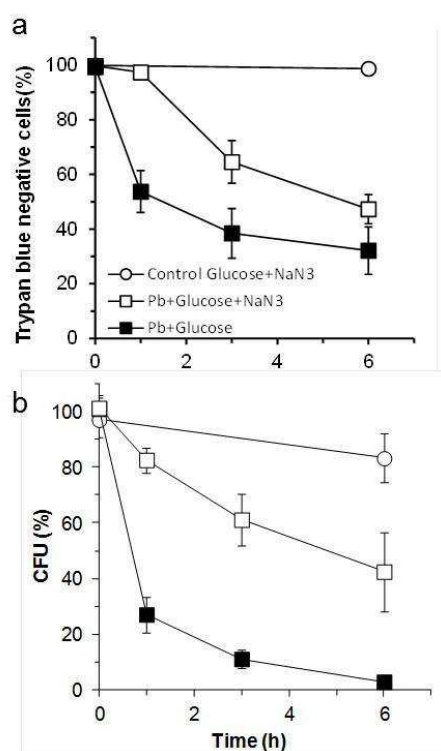 a
Trypan blue negative cells(%)
100
80
60
40
20
0
Control Glucose+NaN3
Pb+Glucose+NaN3
Pb+Glucose
0 2 4 6
b
CFU (%)
100
80
60
40
20
0
0 2 4 6
Time (h)